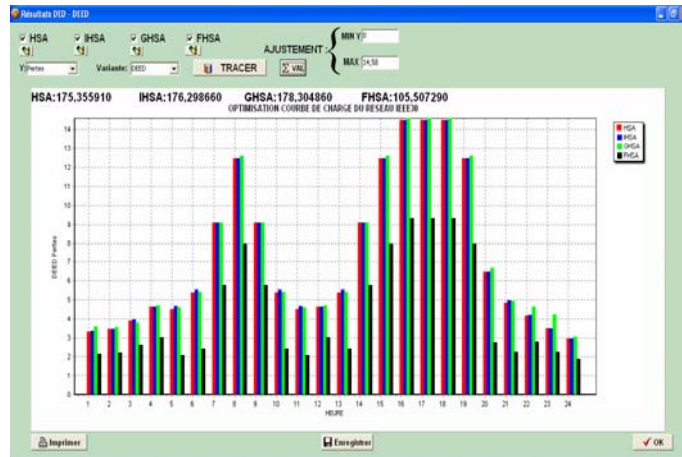 Résultats DED - DEED
HSA IHSA GHSA FHSA
AJUSTEMENT :
MIN Y 0
MAX 14,58
Y: Pertes Variante: DEED TRACER Σ VAL
HSA:175,355910 IHSA:176,298660 GHSA:178,304860 FHSA:105,507290
OPTIMISATION COURBE DE CHARGE DU RESEAU IEEE30
HSA
IHSA
GHSA
FHSA
14
13
12
11
10
9
8
7
6
5
4
3
2
1
0
DEED Pertes
1 2 3 4 5 6 7 8 9 10 11 12 13 14 15 16 17 18 19 20 21 22 23 24
HEURE
Imprimer Enregistrer OK